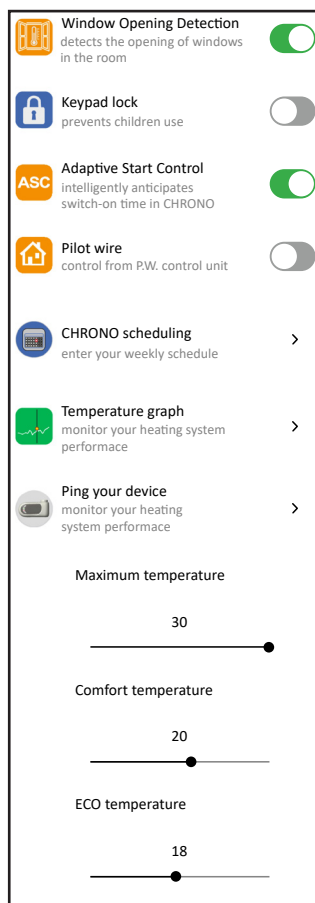 Window Opening Detection
detects the opening of windows
in the room
Keypad lock
prevents children use
ASC
Adaptive Start Control
intelligently anticipates
switch-on time in CHRONO
Pilot wire
control from P.W. control unit
CHRONO scheduling
enter your weekly schedule
Temperature graph
monitor your heating system
performace
Ping your device
monitor your heating
system performace
Maximum temperature
30
Comfort temperature
20
ECO temperature
18